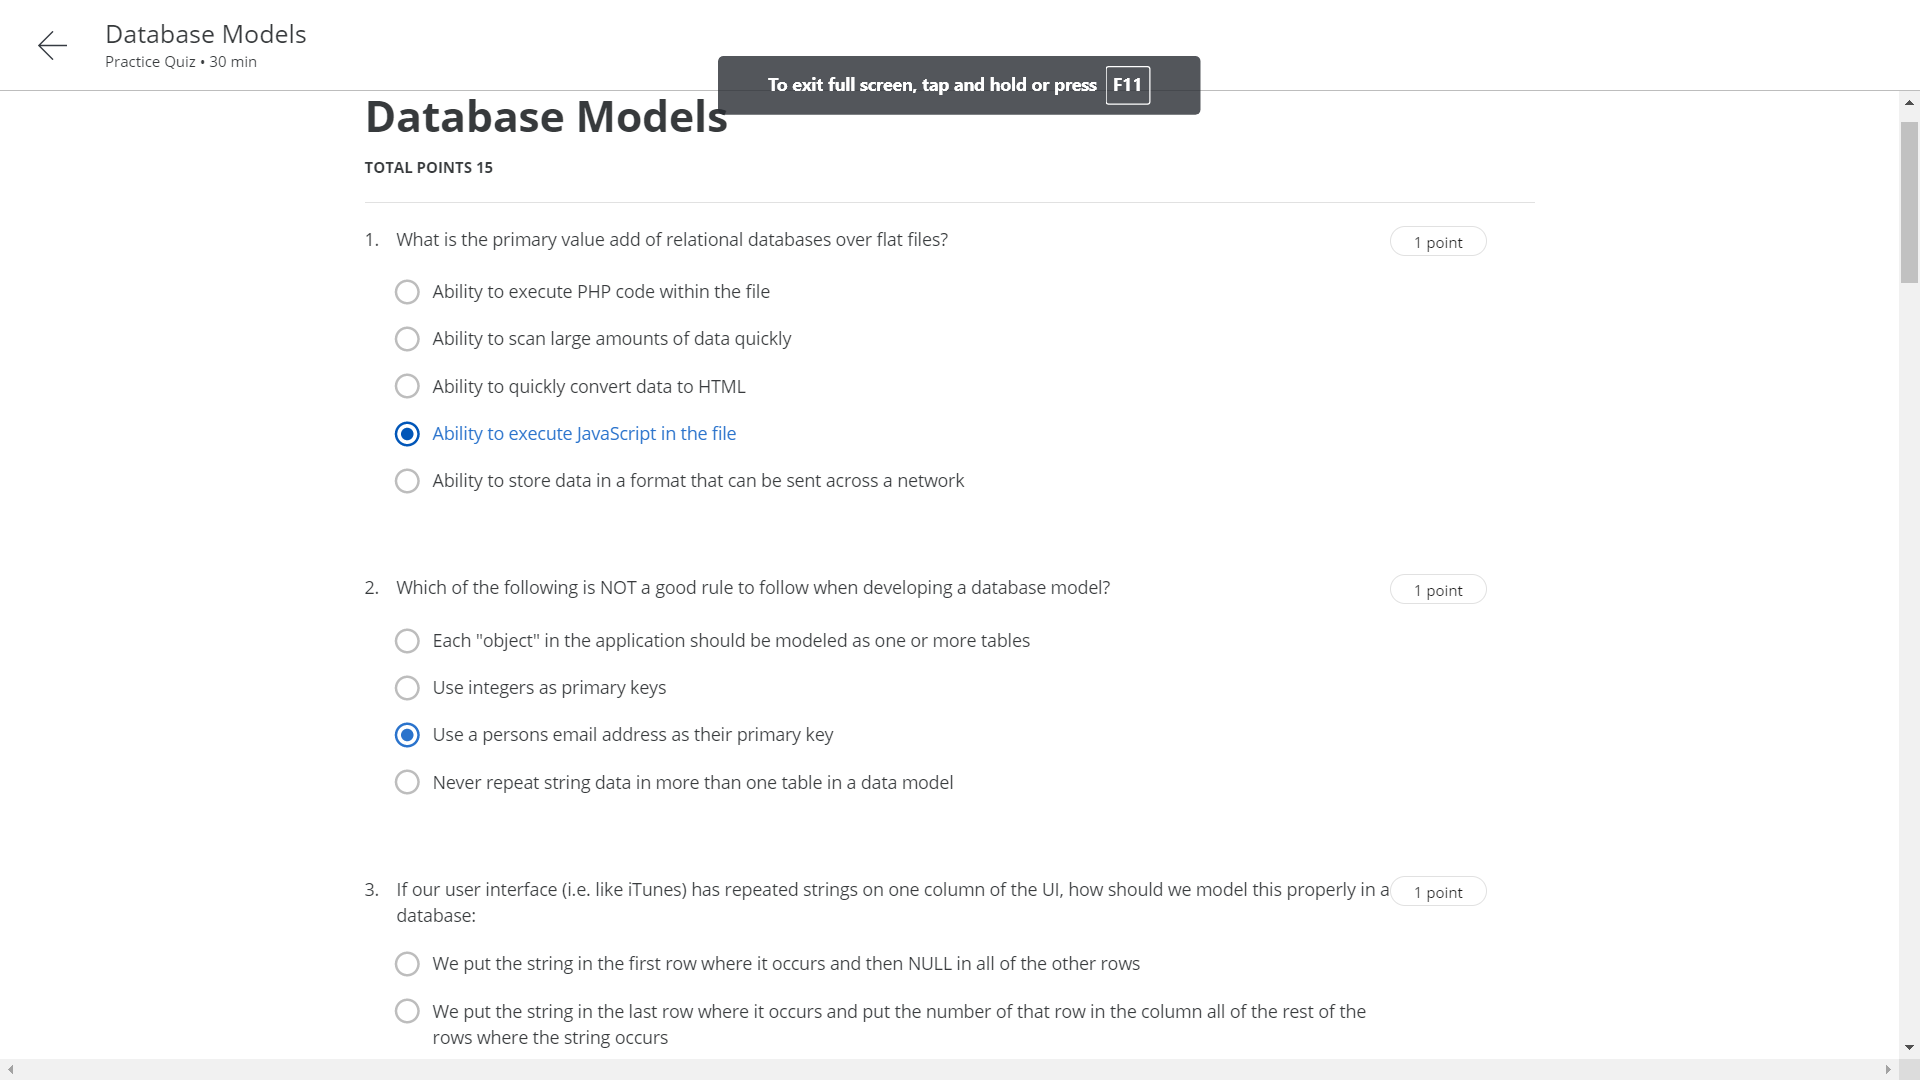 Database Models
Practice Quiz • 30 min
To exit full screen, tap and hold or press F11
Database Models
TOTAL POINTS 15
1. What is the primary value add of relational databases over flat files?
1 point
Ability to execute PHP code within the file
Ability to scan large amounts of data quickly
Ability to quickly convert data to HTML
Ability to execute JavaScript in the file
Ability to store data in a format that can be sent across a network
2. Which of the following is NOT a good rule to follow when developing a database model?
1 point
Each "object" in the application should be modeled as one or more tables
Use integers as primary keys
Use a persons email address as their primary key
Never repeat string data in more than one table in a data model
3. If our user interface (i.e. like iTunes) has repeated strings on one column of the UI, how should we model this properly in a
1 point
database:
We put the string in the first row where it occurs and then NULL in all of the other rows
We put the string in the last row where it occurs and put the number of that row in the column all of the rest of the
rows where the string occurs